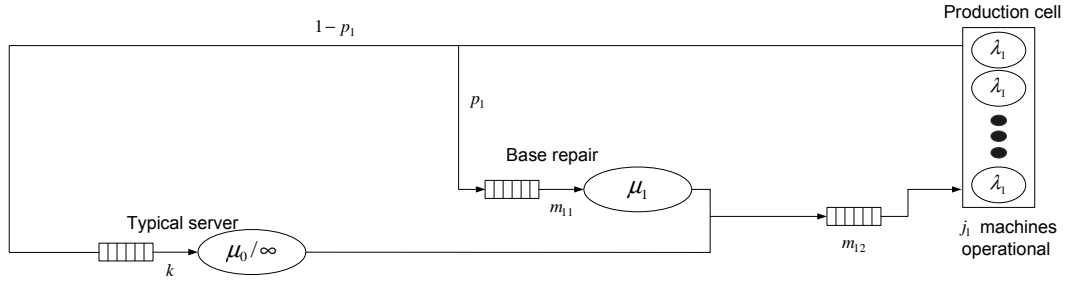 Production cell
1 − p₁
λ₁
λ₁
p₁
Base repair
μ₁
λ₁
m₁₁
Typical server
μ₀/∞
k
m₁₂
j₁ machines
operational